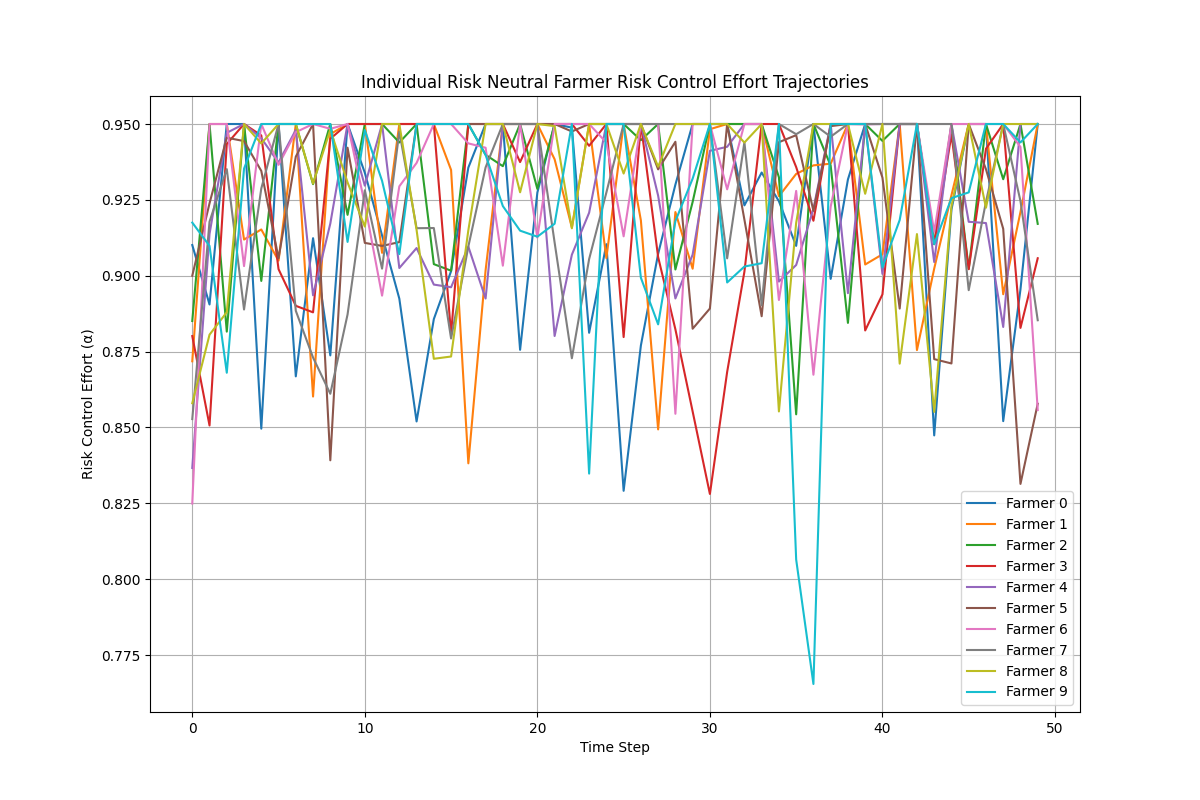 Individual Risk Neutral Farmer Risk Control Effort Trajectories
0.950
0.925
0.900
0.875
0.850
0.825
0.800
0.775
Risk Control Effort (α)
0 10 20 30 40 50
Time Step
Farmer 0
Farmer 1
Farmer 2
Farmer 3
Farmer 4
Farmer 5
Farmer 6
Farmer 7
Farmer 8
Farmer 9